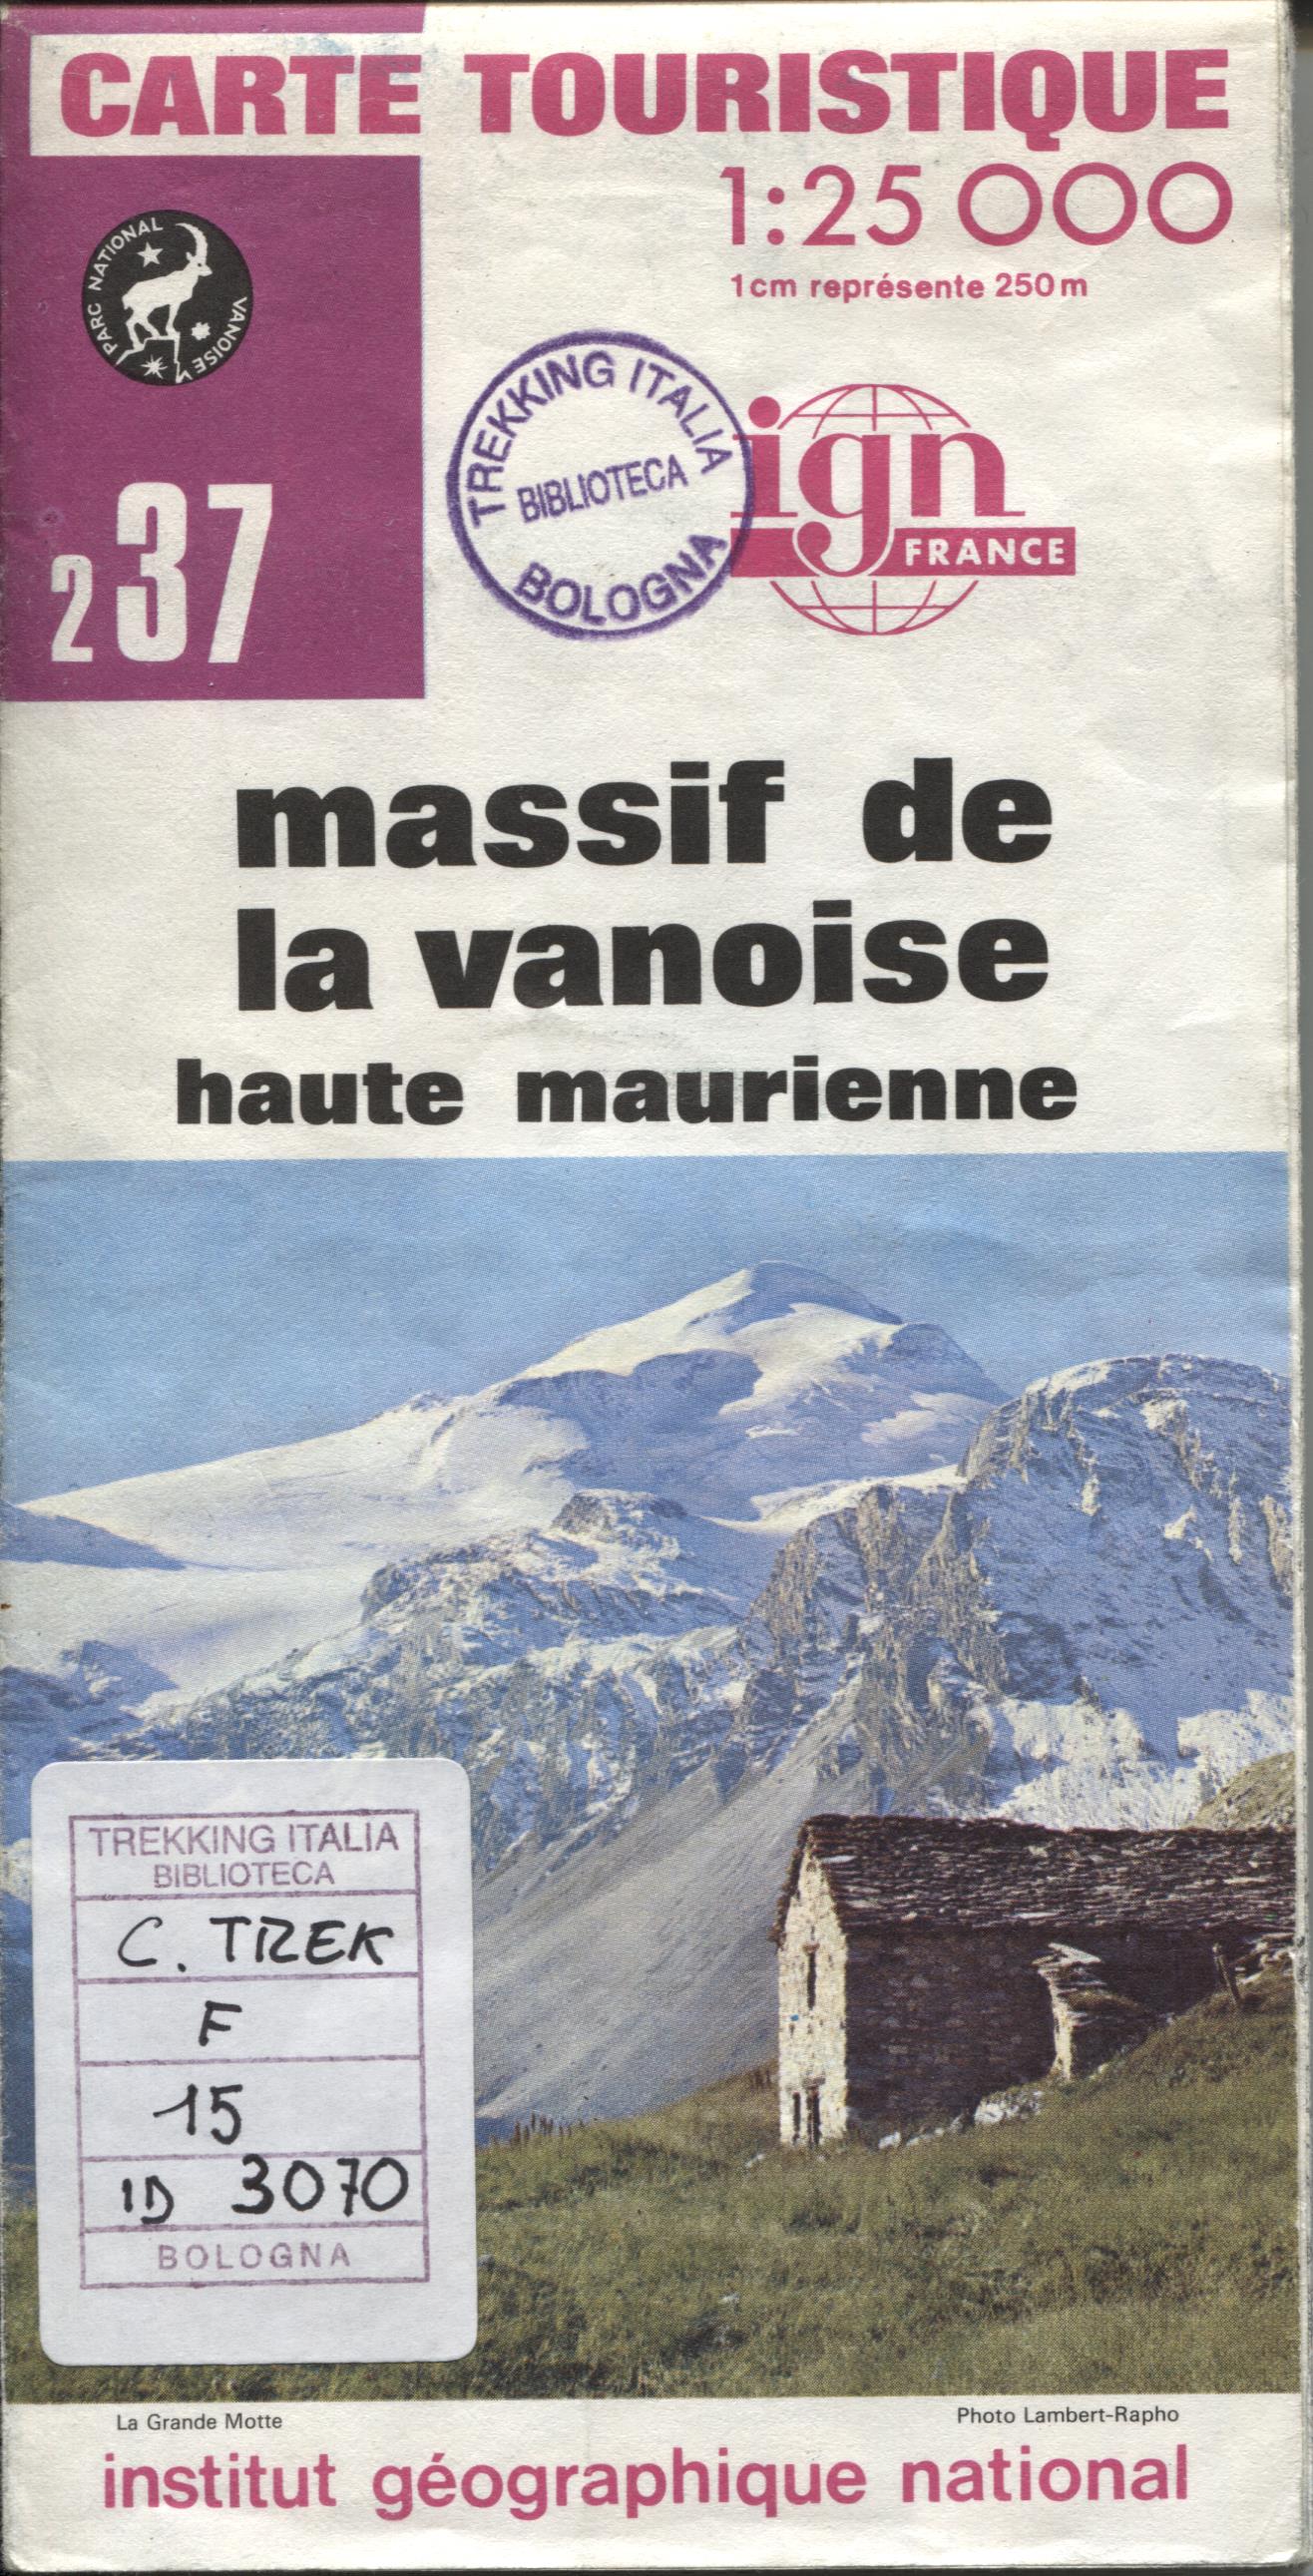 CARTE TOURISTIQUE
1:25 000
1cm représente 250m
PARC NATIONAL
VANOISE
237
TREKKING ITALIA
BIBLIOTECA
BOLOGNA
ign
FRANCE
massif de
la vanoise
haute maurienne
TREKKING ITALIA
BIBLIOTECA
C. TREK
F
15
ID 3070
BOLOGNA
La Grande Motte
Photo Lambert-Rapho
institut géographique national